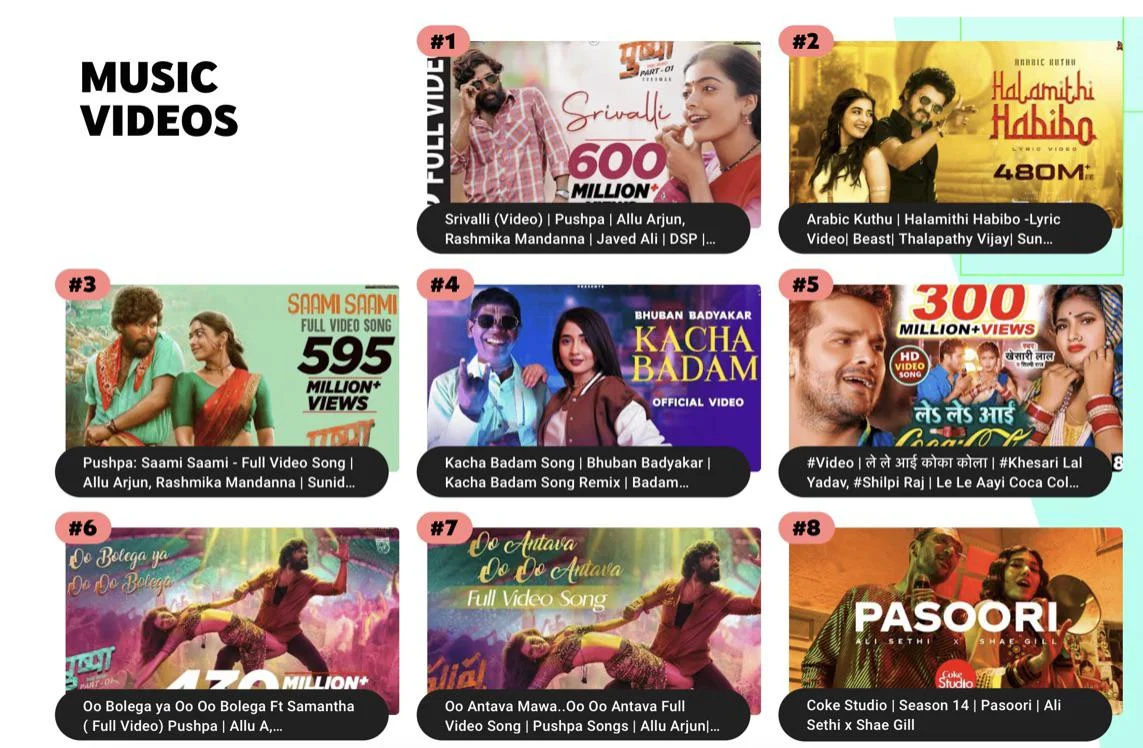 MUSIC
VIDEOS
#1
FULL VIDE
पुष्पा
PART-01
Srivalli
600
MILLION+
Srivalli (Video) | Pushpa | Allu Arjun,
Rashmika Mandanna | Javed Ali | DSP |...
#2
ARABIC KUTHU
Halamithi
Habibo
LYRIC VIDEO
480M+
Arabic Kuthu | Halamithi Habibo -Lyric
Video| Beast| Thalapathy Vijay| Sun...
#3
SAAMI SAAMI
FULL VIDEO SONG
595
MILLION+
VIEWS
Pushpa: Saami Saami - Full Video Song |
Allu Arjun, Rashmika Mandanna | Sunid...
#4
PRESENTS
BHUBAN BADYAKAR
KACHA
BADAM
OFFICIAL VIDEO
Kacha Badam Song | Bhuban Badyakar |
Kacha Badam Song Remix | Badam...
#5
300
MILLION+VIEWS
HD
VIDEO
SONG
खेसारी लाल
लेऽ लेऽ आई
Coca-Cola
8
#Video | ले ले आई कोका कोला | #Khesari Lal
Yadav, #Shilpi Raj | Le Le Aayi Coca Col...
#6
Oo Bolega ya
Oo Oo Bolega
पुष्पा
PART-01
430 MILLION+
Oo Bolega ya Oo Oo Bolega Ft Samantha
( Full Video) Pushpa | Allu A,...
#7
Oo Antava
Oo Oo Antava
Full Video Song
Oo Antava Mawa..Oo Oo Antava Full
Video Song | Pushpa Songs | Allu Arjun|...
#8
PASOORI
ALI SETHI X SHAE GILL
Coke
Studio
Coke Studio | Season 14 | Pasoori | Ali
Sethi x Shae Gill